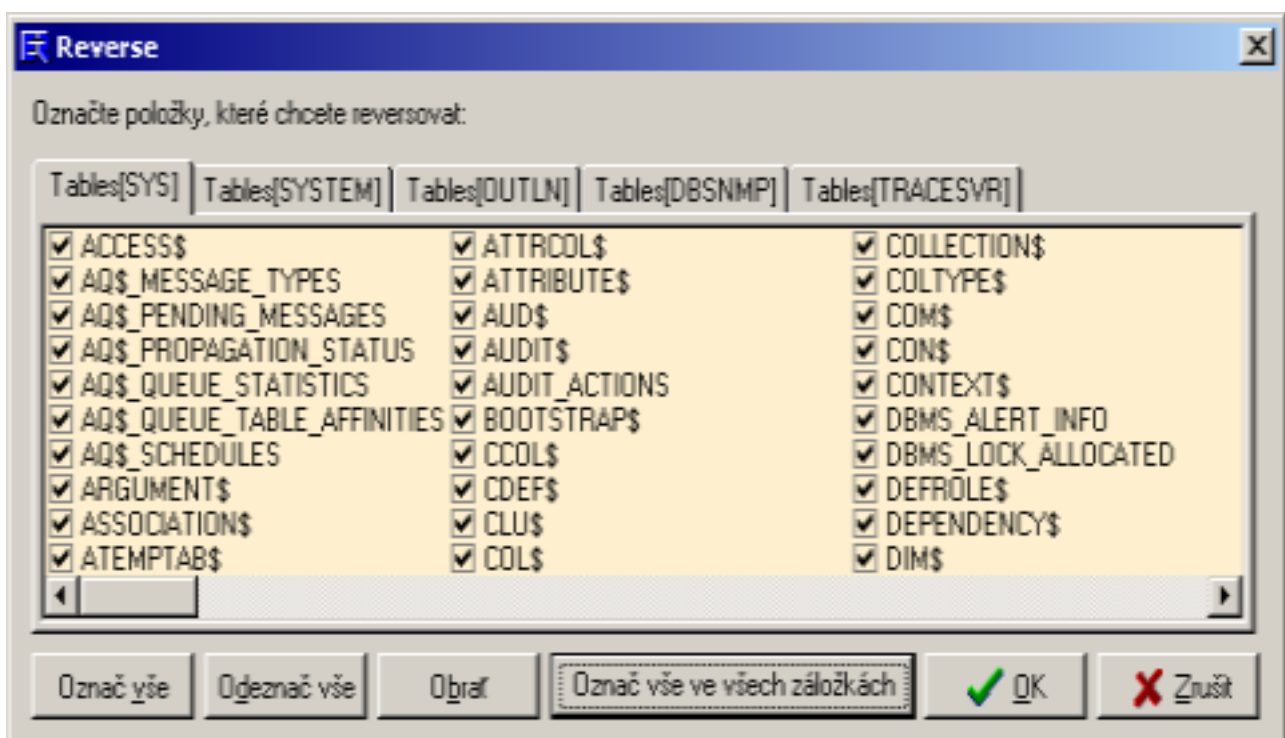 Reverse
Označte položky, které chcete reversovat:
Tables[SYS] Tables[SYSTEM] Tables[OUTLN] Tables[DBSNMP] Tables[TRACESVR]
ACCESS$ ATTRCOL$ COLLECTION$
AQ$_MESSAGE_TYPES ATTRIBUTE$ COLTYPE$
AQ$_PENDING_MESSAGES AUD$ COM$
AQ$_PROPAGATION_STATUS AUDIT$ CON$
AQ$_QUEUE_STATISTICS AUDIT_ACTIONS CONTEXT$
AQ$_QUEUE_TABLE_AFFINITIES BOOTSTRAP$ DBMS_ALERT_INFO
AQ$_SCHEDULES CCOL$ DBMS_LOCK_ALLOCATED
ARGUMENT$ CDEF$ DEFROLE$
ASSOCIATION$ CLU$ DEPENDENCY$
ATEMPTAB$ COL$ DIM$
Označ vše Odeznač vše Obrať Označ vše ve všech záložkách OK Zrušit